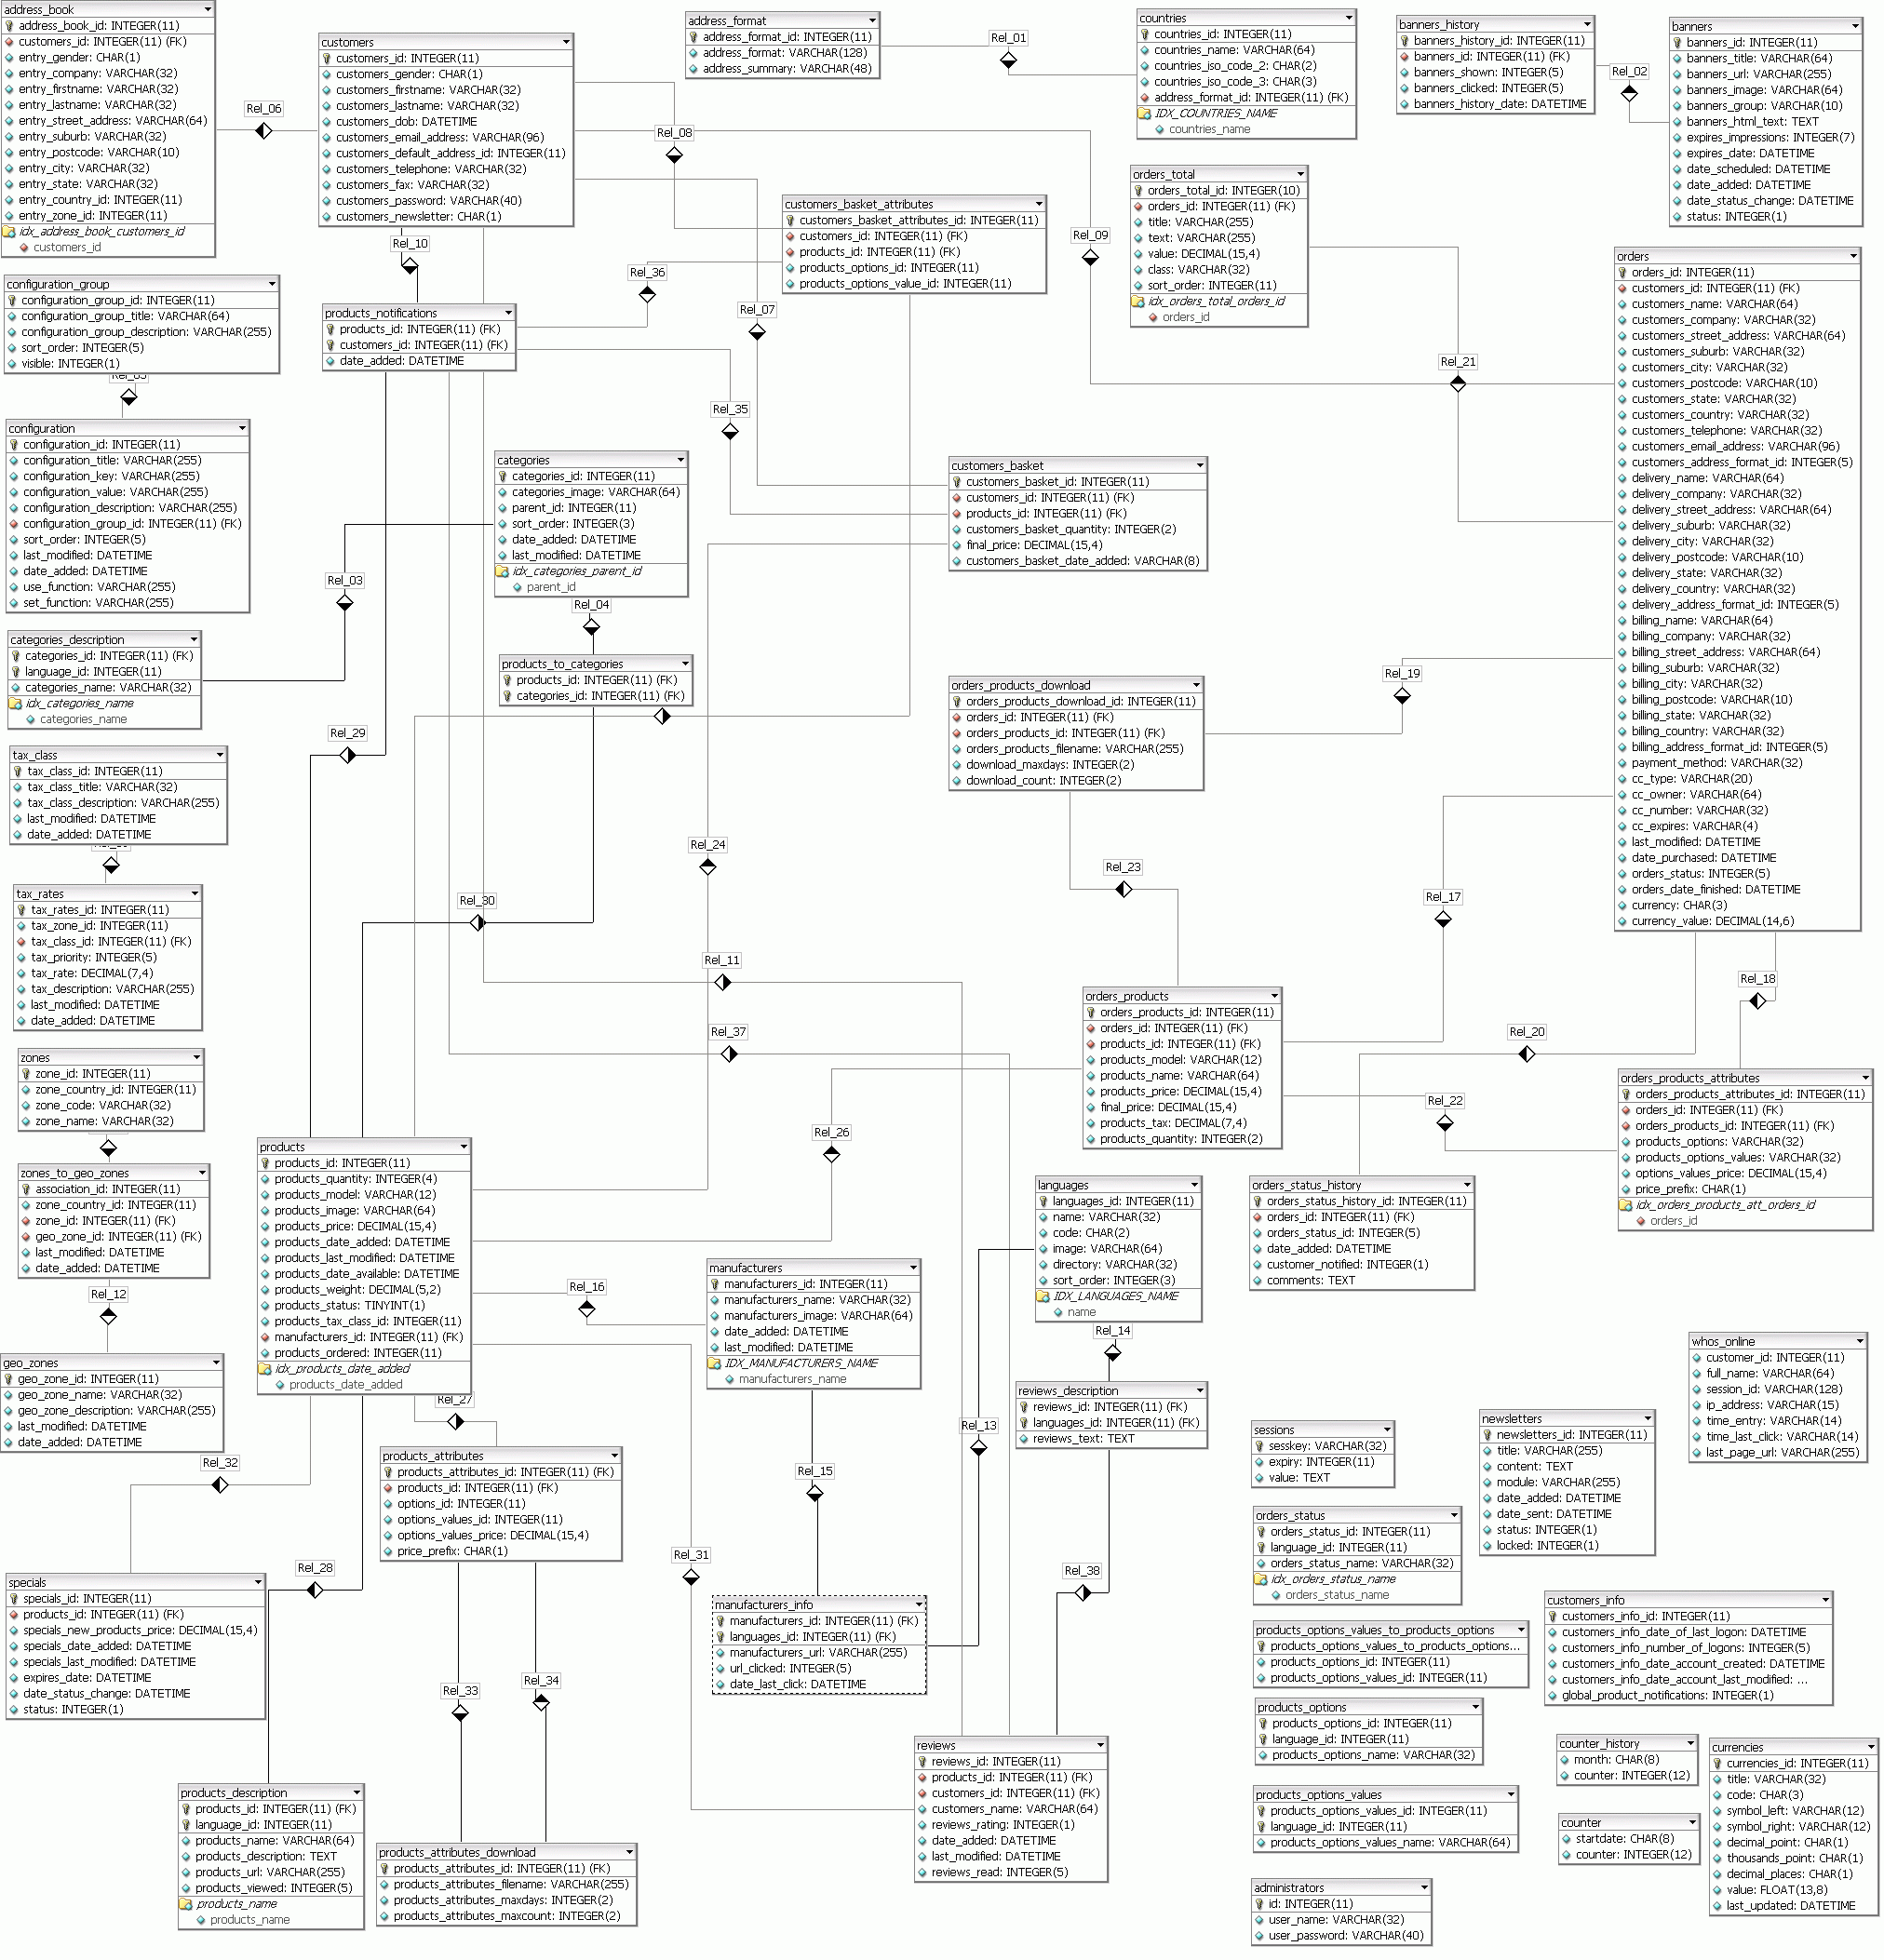 address_book
address_book_id: INTEGER(11)
customers_id: INTEGER(11) (FK)
entry_gender: CHAR(1)
entry_company: VARCHAR(32)
entry_firstname: VARCHAR(32)
entry_lastname: VARCHAR(32)
entry_street_address: VARCHAR(64)
entry_suburb: VARCHAR(32)
entry_postcode: VARCHAR(10)
entry_city: VARCHAR(32)
entry_state: VARCHAR(32)
entry_country_id: INTEGER(11)
entry_zone_id: INTEGER(11)
idx_address_book_customers_id
customers_id
Rel_06
customers
customers_id: INTEGER(11)
customers_gender: CHAR(1)
customers_firstname: VARCHAR(32)
customers_lastname: VARCHAR(32)
customers_dob: DATETIME
customers_email_address: VARCHAR(96)
customers_default_address_id: INTEGER(11)
customers_telephone: VARCHAR(32)
customers_fax: VARCHAR(32)
customers_password: VARCHAR(40)
customers_newsletter: CHAR(1)
Rel_10
Rel_08
address_format
address_format_id: INTEGER(11)
address_format: VARCHAR(128)
address_summary: VARCHAR(48)
Rel_01
countries
countries_id: INTEGER(11)
countries_name: VARCHAR(64)
countries_iso_code_2: CHAR(2)
countries_iso_code_3: CHAR(3)
address_format_id: INTEGER(11) (FK)
IDX_COUNTRIES_NAME
countries_name
banners_history
banners_history_id: INTEGER(11)
banners_id: INTEGER(11) (FK)
banners_shown: INTEGER(5)
banners_clicked: INTEGER(5)
banners_history_date: DATETIME
Rel_02
banners
banners_id: INTEGER(11)
banners_title: VARCHAR(64)
banners_url: VARCHAR(255)
banners_image: VARCHAR(64)
banners_group: VARCHAR(10)
banners_html_text: TEXT
expires_impressions: INTEGER(7)
expires_date: DATETIME
date_scheduled: DATETIME
date_added: DATETIME
date_status_change: DATETIME
status: INTEGER(1)
customers_basket_attributes
customers_basket_attributes_id: INTEGER(11)
customers_id: INTEGER(11) (FK)
products_id: INTEGER(11) (FK)
products_options_id: INTEGER(11)
products_options_value_id: INTEGER(11)
Rel_36
Rel_07
Rel_09
orders_total
orders_total_id: INTEGER(10)
orders_id: INTEGER(11) (FK)
title: VARCHAR(255)
text: VARCHAR(255)
value: DECIMAL(15,4)
class: VARCHAR(32)
sort_order: INTEGER(11)
idx_orders_total_orders_id
orders_id
Rel_21
orders
orders_id: INTEGER(11)
customers_id: INTEGER(11) (FK)
customers_name: VARCHAR(64)
customers_company: VARCHAR(32)
customers_street_address: VARCHAR(64)
customers_suburb: VARCHAR(32)
customers_city: VARCHAR(32)
customers_postcode: VARCHAR(10)
customers_state: VARCHAR(32)
customers_country: VARCHAR(32)
customers_telephone: VARCHAR(32)
customers_email_address: VARCHAR(96)
customers_address_format_id: INTEGER(5)
delivery_name: VARCHAR(64)
delivery_company: VARCHAR(32)
delivery_street_address: VARCHAR(64)
delivery_suburb: VARCHAR(32)
delivery_city: VARCHAR(32)
delivery_postcode: VARCHAR(10)
delivery_state: VARCHAR(32)
delivery_country: VARCHAR(32)
delivery_address_format_id: INTEGER(5)
billing_name: VARCHAR(64)
billing_company: VARCHAR(32)
billing_street_address: VARCHAR(64)
billing_suburb: VARCHAR(32)
billing_city: VARCHAR(32)
billing_postcode: VARCHAR(10)
billing_state: VARCHAR(32)
billing_country: VARCHAR(32)
billing_address_format_id: INTEGER(5)
payment_method: VARCHAR(32)
cc_type: VARCHAR(20)
cc_owner: VARCHAR(64)
cc_number: VARCHAR(32)
cc_expires: VARCHAR(4)
last_modified: DATETIME
date_purchased: DATETIME
orders_status: INTEGER(5)
orders_date_finished: DATETIME
currency: CHAR(3)
currency_value: DECIMAL(14,6)
configuration_group
configuration_group_id: INTEGER(11)
configuration_group_title: VARCHAR(64)
configuration_group_description: VARCHAR(255)
sort_order: INTEGER(5)
visible: INTEGER(1)
products_notifications
products_id: INTEGER(11) (FK)
customers_id: INTEGER(11) (FK)
date_added: DATETIME
configuration
configuration_id: INTEGER(11)
configuration_title: VARCHAR(255)
configuration_key: VARCHAR(255)
configuration_value: VARCHAR(255)
configuration_description: VARCHAR(255)
configuration_group_id: INTEGER(11) (FK)
sort_order: INTEGER(5)
last_modified: DATETIME
date_added: DATETIME
use_function: VARCHAR(255)
set_function: VARCHAR(255)
Rel_35
Rel_03
categories
categories_id: INTEGER(11)
categories_image: VARCHAR(64)
parent_id: INTEGER(11)
sort_order: INTEGER(3)
date_added: DATETIME
last_modified: DATETIME
idx_categories_parent_id
parent_id
Rel_04
customers_basket
customers_basket_id: INTEGER(11)
customers_id: INTEGER(11) (FK)
products_id: INTEGER(11) (FK)
customers_basket_quantity: INTEGER(2)
final_price: DECIMAL(15,4)
customers_basket_date_added: VARCHAR(8)
categories_description
categories_id: INTEGER(11) (FK)
language_id: INTEGER(11)
categories_name: VARCHAR(32)
idx_categories_name
categories_name
products_to_categories
products_id: INTEGER(11) (FK)
categories_id: INTEGER(11) (FK)
Rel_29
orders_products_download
orders_products_download_id: INTEGER(11)
orders_id: INTEGER(11) (FK)
orders_products_id: INTEGER(11) (FK)
orders_products_filename: VARCHAR(255)
download_maxdays: INTEGER(2)
download_count: INTEGER(2)
Rel_19
tax_class
tax_class_id: INTEGER(11)
tax_class_title: VARCHAR(32)
tax_class_description: VARCHAR(255)
last_modified: DATETIME
date_added: DATETIME
Rel_24
Rel_23
Rel_17
Rel_30
tax_rates
tax_rates_id: INTEGER(11)
tax_zone_id: INTEGER(11)
tax_class_id: INTEGER(11) (FK)
tax_priority: INTEGER(5)
tax_rate: DECIMAL(7,4)
tax_description: VARCHAR(255)
last_modified: DATETIME
date_added: DATETIME
Rel_11
Rel_18
Rel_37
Rel_20
orders_products
orders_products_id: INTEGER(11)
orders_id: INTEGER(11) (FK)
products_id: INTEGER(11) (FK)
products_model: VARCHAR(12)
products_name: VARCHAR(64)
products_price: DECIMAL(15,4)
final_price: DECIMAL(15,4)
products_tax: DECIMAL(7,4)
products_quantity: INTEGER(2)
Rel_22
orders_products_attributes
orders_products_attributes_id: INTEGER(11)
orders_id: INTEGER(11) (FK)
orders_products_id: INTEGER(11) (FK)
products_options: VARCHAR(32)
products_options_values: VARCHAR(32)
options_values_price: DECIMAL(15,4)
price_prefix: CHAR(1)
idx_orders_products_att_orders_id
orders_id
zones
zone_id: INTEGER(11)
zone_country_id: INTEGER(11)
zone_code: VARCHAR(32)
zone_name: VARCHAR(32)
zones_to_geo_zones
association_id: INTEGER(11)
zone_country_id: INTEGER(11)
zone_id: INTEGER(11) (FK)
geo_zone_id: INTEGER(11) (FK)
last_modified: DATETIME
date_added: DATETIME
Rel_12
products
products_id: INTEGER(11)
products_quantity: INTEGER(4)
products_model: VARCHAR(12)
products_image: VARCHAR(64)
products_price: DECIMAL(15,4)
products_date_added: DATETIME
products_last_modified: DATETIME
products_date_available: DATETIME
products_weight: DECIMAL(5,2)
products_status: TINYINT(1)
products_tax_class_id: INTEGER(11)
manufacturers_id: INTEGER(11) (FK)
products_ordered: INTEGER(11)
idx_products_date_added
products_date_added
Rel_26
Rel_16
manufacturers
manufacturers_id: INTEGER(11)
manufacturers_name: VARCHAR(32)
manufacturers_image: VARCHAR(64)
date_added: DATETIME
last_modified: DATETIME
IDX_MANUFACTURERS_NAME
manufacturers_name
languages
languages_id: INTEGER(11)
name: VARCHAR(32)
code: CHAR(2)
image: VARCHAR(64)
directory: VARCHAR(32)
sort_order: INTEGER(3)
IDX_LANGUAGES_NAME
name
Rel_14
orders_status_history
orders_status_history_id: INTEGER(11)
orders_id: INTEGER(11) (FK)
orders_status_id: INTEGER(5)
date_added: DATETIME
customer_notified: INTEGER(1)
comments: TEXT
geo_zones
geo_zone_id: INTEGER(11)
geo_zone_name: VARCHAR(32)
geo_zone_description: VARCHAR(255)
last_modified: DATETIME
date_added: DATETIME
Rel_32
Rel_27
reviews_description
reviews_id: INTEGER(11) (FK)
languages_id: INTEGER(11) (FK)
reviews_text: TEXT
Rel_13
whos_online
customer_id: INTEGER(11)
full_name: VARCHAR(64)
session_id: VARCHAR(128)
ip_address: VARCHAR(15)
time_entry: VARCHAR(14)
time_last_click: VARCHAR(14)
last_page_url: VARCHAR(255)
sessions
sesskey: VARCHAR(32)
expiry: INTEGER(11)
value: TEXT
newsletters
newsletters_id: INTEGER(11)
title: VARCHAR(255)
content: TEXT
module: VARCHAR(255)
date_added: DATETIME
date_sent: DATETIME
status: INTEGER(1)
locked: INTEGER(1)
products_attributes
products_attributes_id: INTEGER(11) (FK)
products_id: INTEGER(11) (FK)
options_id: INTEGER(11)
options_values_id: INTEGER(11)
options_values_price: DECIMAL(15,4)
price_prefix: CHAR(1)
Rel_15
Rel_31
Rel_28
Rel_38
orders_status
orders_status_id: INTEGER(11)
language_id: INTEGER(11)
orders_status_name: VARCHAR(32)
idx_orders_status_name
orders_status_name
specials
specials_id: INTEGER(11)
products_id: INTEGER(11) (FK)
specials_new_products_price: DECIMAL(15,4)
specials_date_added: DATETIME
specials_last_modified: DATETIME
expires_date: DATETIME
date_status_change: DATETIME
status: INTEGER(1)
manufacturers_info
manufacturers_id: INTEGER(11) (FK)
languages_id: INTEGER(11) (FK)
manufacturers_url: VARCHAR(255)
url_clicked: INTEGER(5)
date_last_click: DATETIME
customers_info
customers_info_id: INTEGER(11)
customers_info_date_of_last_logon: DATETIME
customers_info_number_of_logons: INTEGER(5)
customers_info_date_account_created: DATETIME
customers_info_date_account_last_modified: ...
global_product_notifications: INTEGER(1)
products_options_values_to_products_options
products_options_values_to_products_options...
products_options_id: INTEGER(11)
products_options_values_id: INTEGER(11)
Rel_33
Rel_34
products_options
products_options_id: INTEGER(11)
language_id: INTEGER(11)
products_options_name: VARCHAR(32)
reviews
reviews_id: INTEGER(11)
products_id: INTEGER(11) (FK)
customers_id: INTEGER(11) (FK)
customers_name: VARCHAR(64)
reviews_rating: INTEGER(1)
date_added: DATETIME
last_modified: DATETIME
reviews_read: INTEGER(5)
counter_history
month: CHAR(8)
counter: INTEGER(12)
currencies
currencies_id: INTEGER(11)
title: VARCHAR(32)
code: CHAR(3)
symbol_left: VARCHAR(12)
symbol_right: VARCHAR(12)
decimal_point: CHAR(1)
thousands_point: CHAR(1)
decimal_places: CHAR(1)
value: FLOAT(13,8)
last_updated: DATETIME
products_description
products_id: INTEGER(11) (FK)
language_id: INTEGER(11)
products_name: VARCHAR(64)
products_description: TEXT
products_url: VARCHAR(255)
products_viewed: INTEGER(5)
products_name
products_name
products_options_values
products_options_values_id: INTEGER(11)
language_id: INTEGER(11)
products_options_values_name: VARCHAR(64)
counter
startdate: CHAR(8)
counter: INTEGER(12)
products_attributes_download
products_attributes_id: INTEGER(11) (FK)
products_attributes_filename: VARCHAR(255)
products_attributes_maxdays: INTEGER(2)
products_attributes_maxcount: INTEGER(2)
administrators
id: INTEGER(11)
user_name: VARCHAR(32)
user_password: VARCHAR(40)